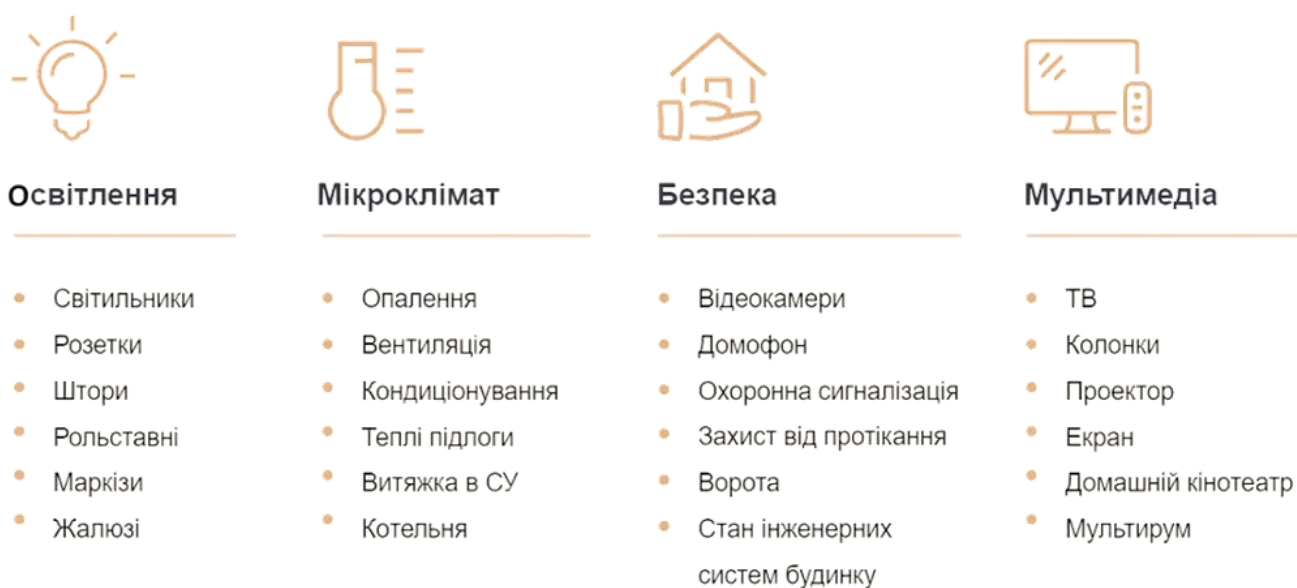 Освітлення
Світильники
Розетки
Штори
Рольставні
Маркізи
Жалюзі
Мікроклімат
Опалення
Вентиляція
Кондиціонування
Теплі підлоги
Витяжка в СУ
Котельня
Безпека
Відеокамери
Домофон
Охоронна сигналізація
Захист від протікання
Ворота
Стан інженерних
систем будинку
Мультимедіа
ТВ
Колонки
Проектор
Екран
Домашній кінотеатр
Мультирум